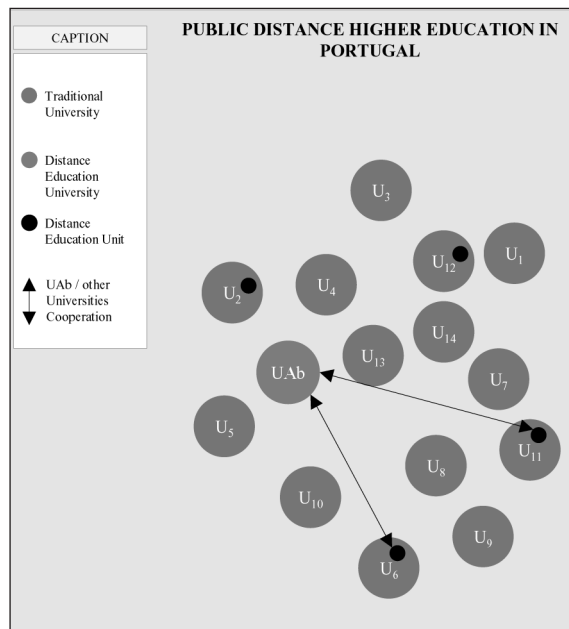 CAPTION
PUBLIC DISTANCE HIGHER EDUCATION IN
PORTUGAL
Traditional
University
Distance
Education
University
Distance
Education Unit
UAb / other
Universities
Cooperation
U3
U12
U1
U2
U4
U14
U13
UAb
U7
U5
U11
U8
U10
U9
U6